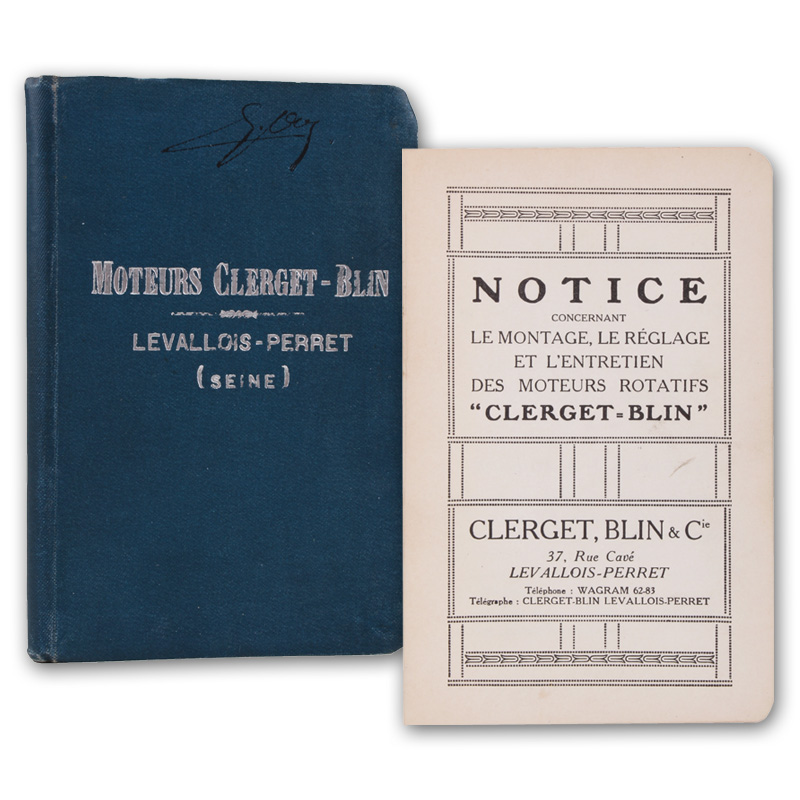 MOTEURS CLERGET-BLIN
LEVALLOIS-PERRET
(SEINE)
NOTICE
CONCERNANT
LE MONTAGE, LE RÉGLAGE
ET L'ENTRETIEN
DES MOTEURS ROTATIFS
"CLERGET=BLIN"
CLERGET, BLIN & Cie
37, Rue Cavé
LEVALLOIS-PERRET
Téléphone : WAGRAM 62-83
Télégraphe : CLERGET-BLIN LEVALLOIS-PERRET